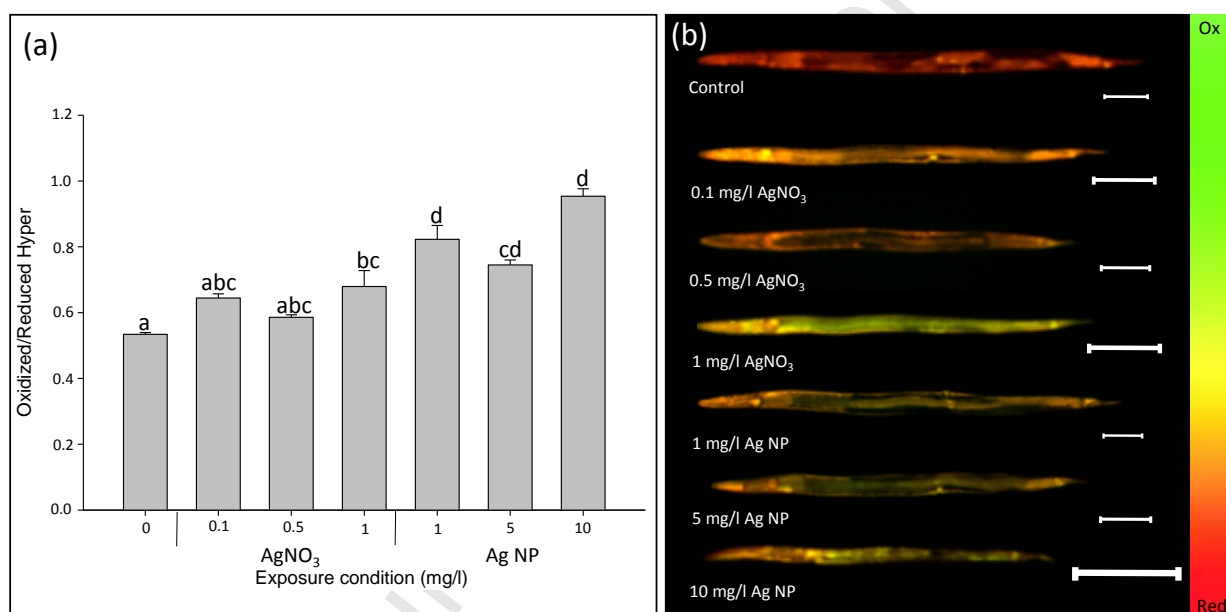 (a)
1.2
1.0
0.8
0.6
0.4
0.2
0.0
Oxidized/Reduced Hyper
a
abc
abc
bc
d
cd
d
0 0.1 0.5 1 1 5 10
AgNO₃ Ag NP
Exposure condition (mg/l)
(b)
Control
0.1 mg/l AgNO₃
0.5 mg/l AgNO₃
1 mg/l AgNO₃
1 mg/l Ag NP
5 mg/l Ag NP
10 mg/l Ag NP
Ox
Red